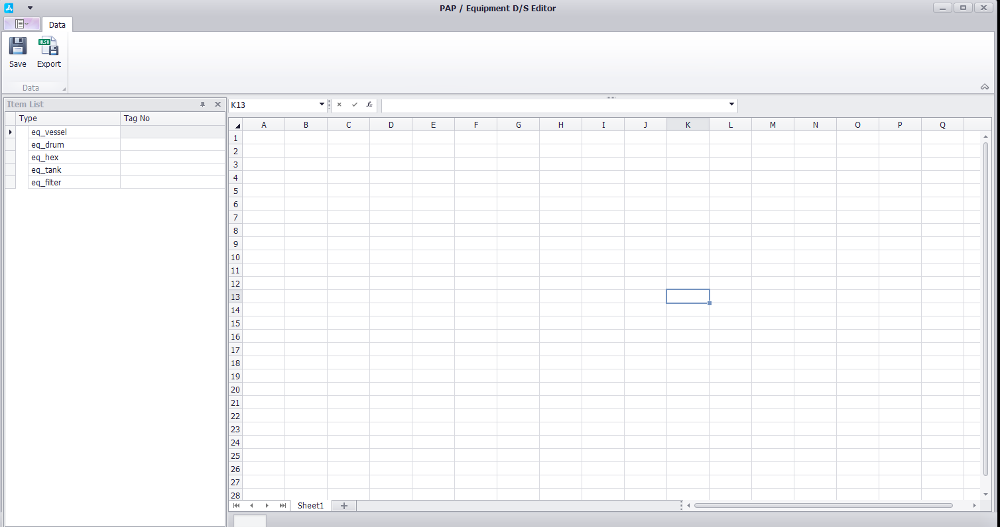 PAP / Equipment D/S Editor
Data
XLSX
Save Export
Data
Item List
Type Tag No
eq_vessel
eq_drum
eq_hex
eq_tank
eq_filter
K13
fx
A B C D E F G H I J K L M N O P Q
1
2
3
4
5
6
7
8
9
10
11
12
13
14
15
16
17
18
19
20
21
22
23
24
25
26
27
28
Sheet1